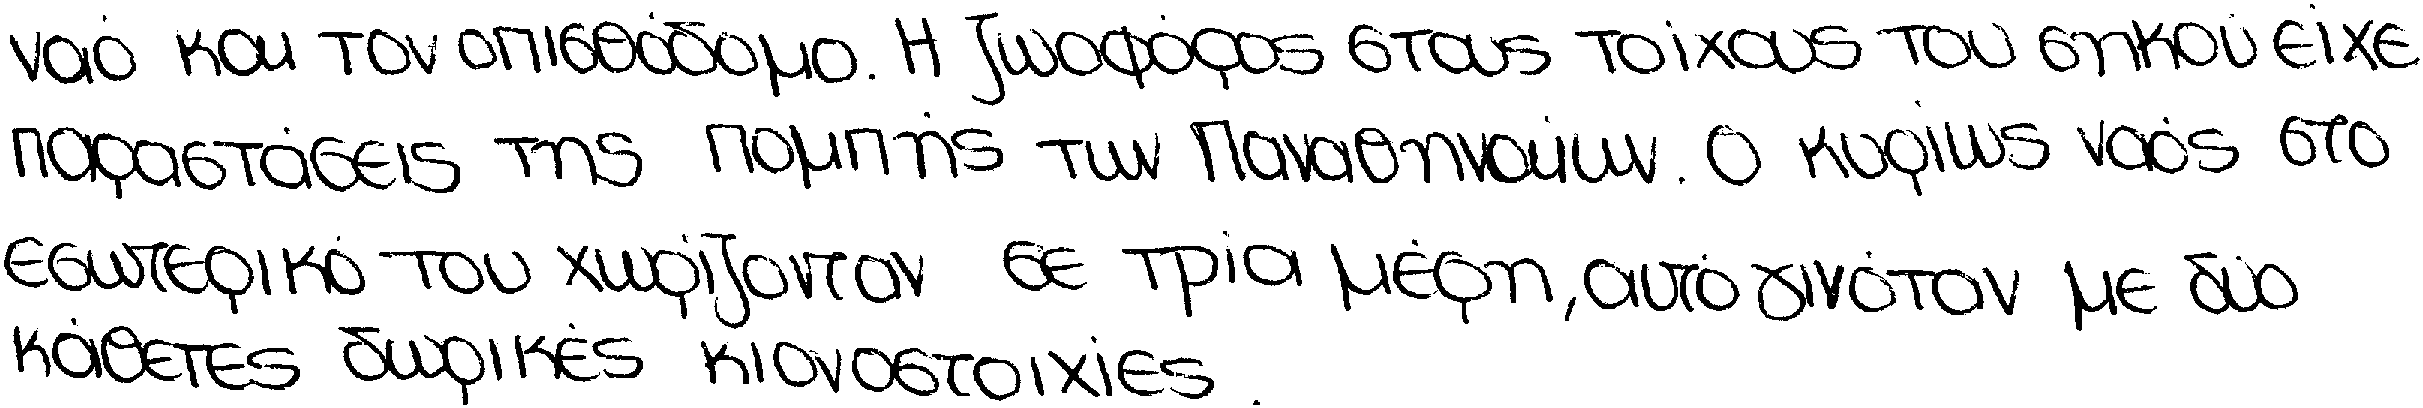 ναό και τον οπισθόδομο. Η ζωοφόρος στους τοίχους του σηκού είχε
παραστάσεις της πομπής των Παναθηναίων. Ο κυρίως ναός στο
εσωτερικό του χωρίζονταν σε τρία μέρη, αυτό γινόταν με δύο
κάθετες δωρικές κιονοστοιχίες.